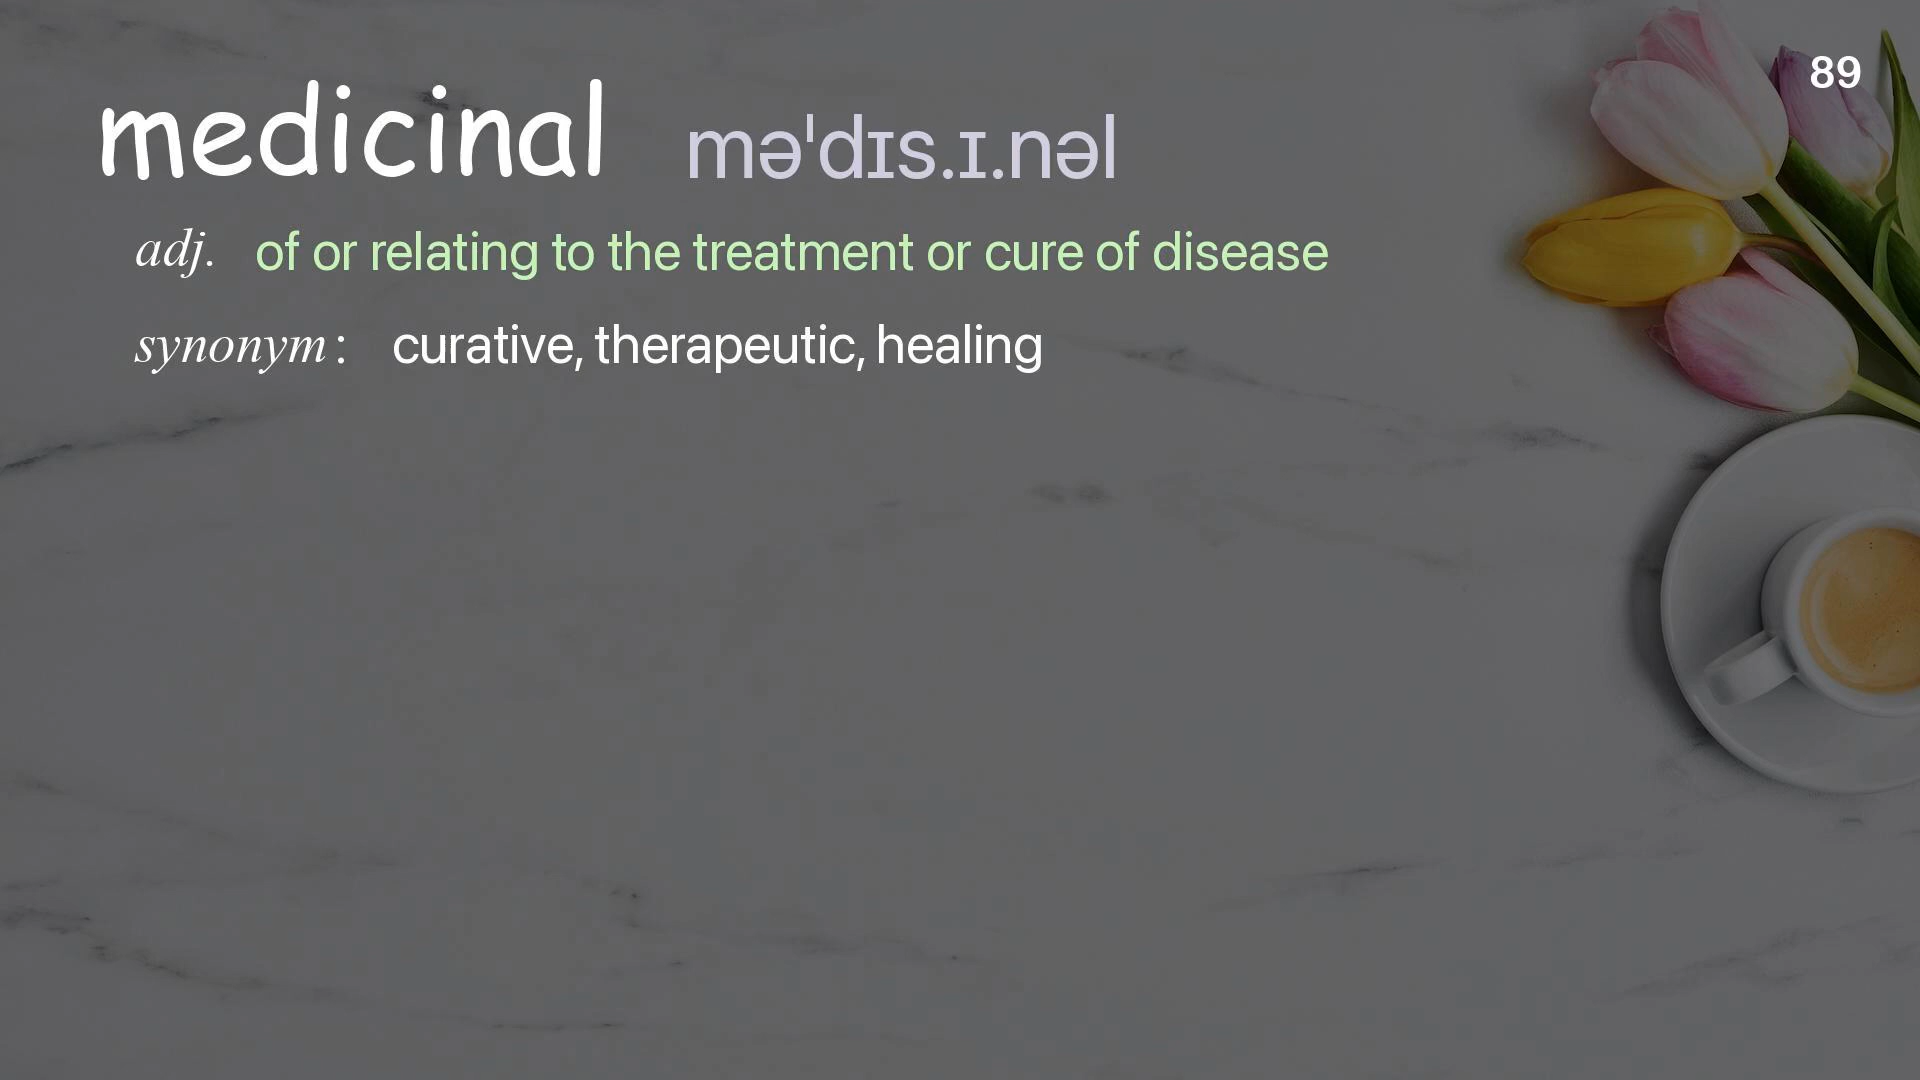 89
medicinal məˈdɪs.ɪ.nəl
adj. of or relating to the treatment or cure of disease
synonym: curative, therapeutic, healing